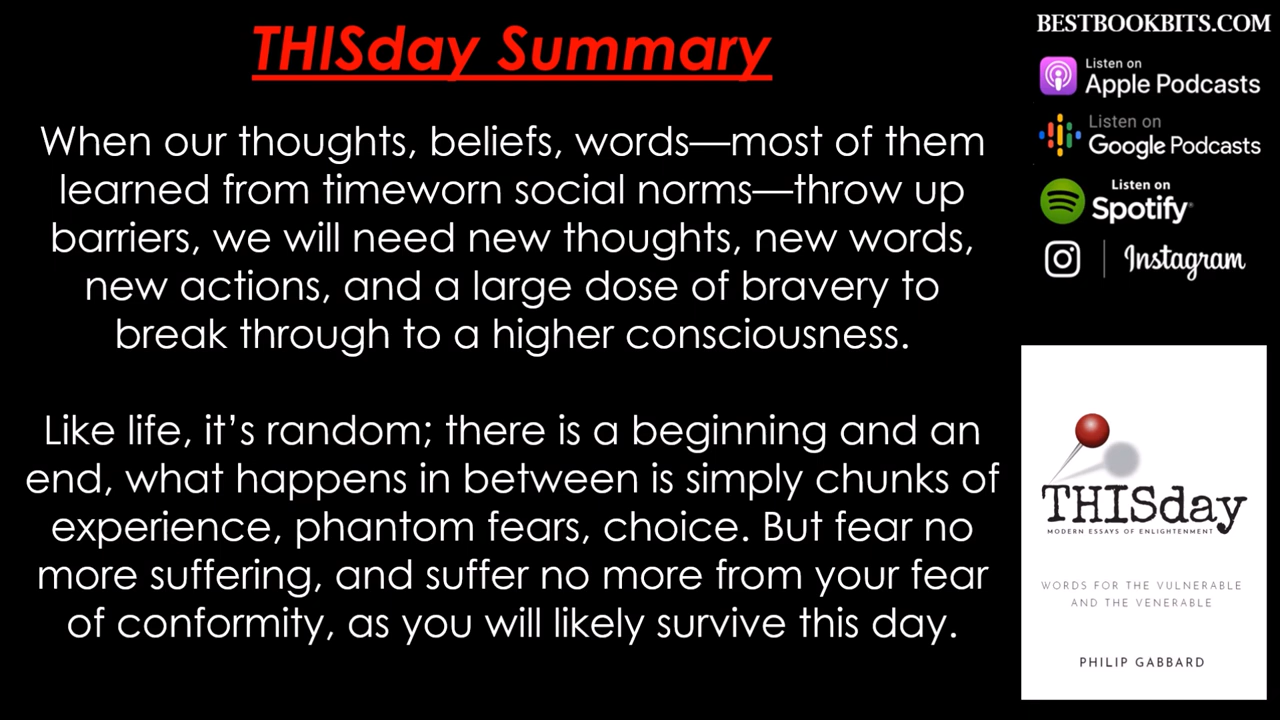 THISday Summary
When our thoughts, beliefs, words—most of them
learned from timeworn social norms—throw up
barriers, we will need new thoughts, new words,
new actions, and a large dose of bravery to
break through to a higher consciousness.
Like life, it’s random; there is a beginning and an
end, what happens in between is simply chunks of
experience, phantom fears, choice. But fear no
more suffering, and suffer no more from your fear
of conformity, as you will likely survive this day.
BESTBOOKBITS.COM
Listen on
Apple Podcasts
Listen on
Google Podcasts
Listen on
Spotify
Instagram
THISday
MODERN ESSAYS OF ENLIGHTENMENT
WORDS FOR THE VULNERABLE
AND THE VENERABLE
PHILIP GABBARD